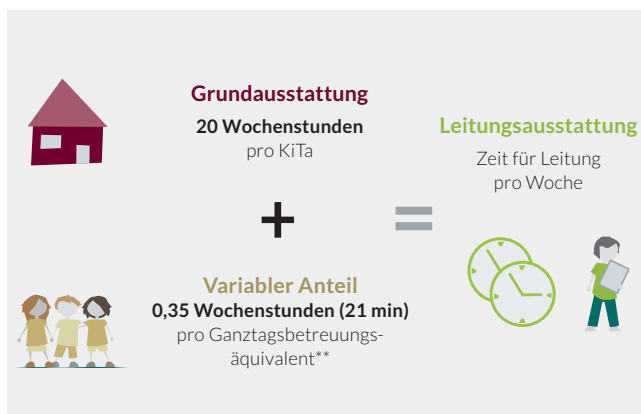 Grundausstattung
20 Wochenstunden
pro KiTa
+
=
Leitungsausstattung
Zeit für Leitung
pro Woche
Variabler Anteil
0,35 Wochenstunden (21 min)
pro Ganztagsbetreuungs-
äquivalent**